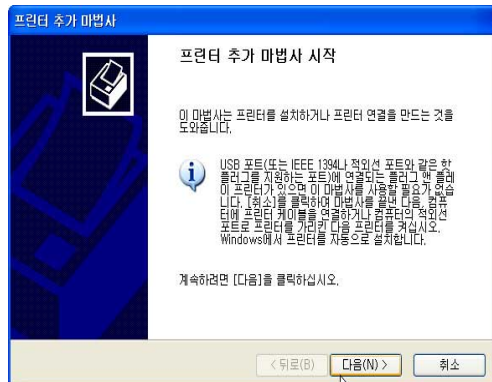 프린터 추가 마법사
프린터 추가 마법사 시작
이 마법사는 프린터를 설치하거나 프린터 연결을 만드는 것을
도와줍니다.
USB 포트(또는 IEEE 1394나 적외선 포트와 같은 핫
플러그를 지원하는 포트)에 연결되는 플러그 앤 플레
이 프린터가 있으면 이 마법사를 사용할 필요가 없습
니다. [취소]를 클릭하여 마법사를 끝낸 다음, 컴퓨
터에 프린터 케이블을 연결하거나 컴퓨터의 적외선
포트로 프린터를 가리킨 다음 프린터를 켜십시오.
Windows에서 프린터를 자동으로 설치합니다.
계속하려면 [다음]을 클릭하십시오.
< 뒤로(B) 다음(N) > 취소